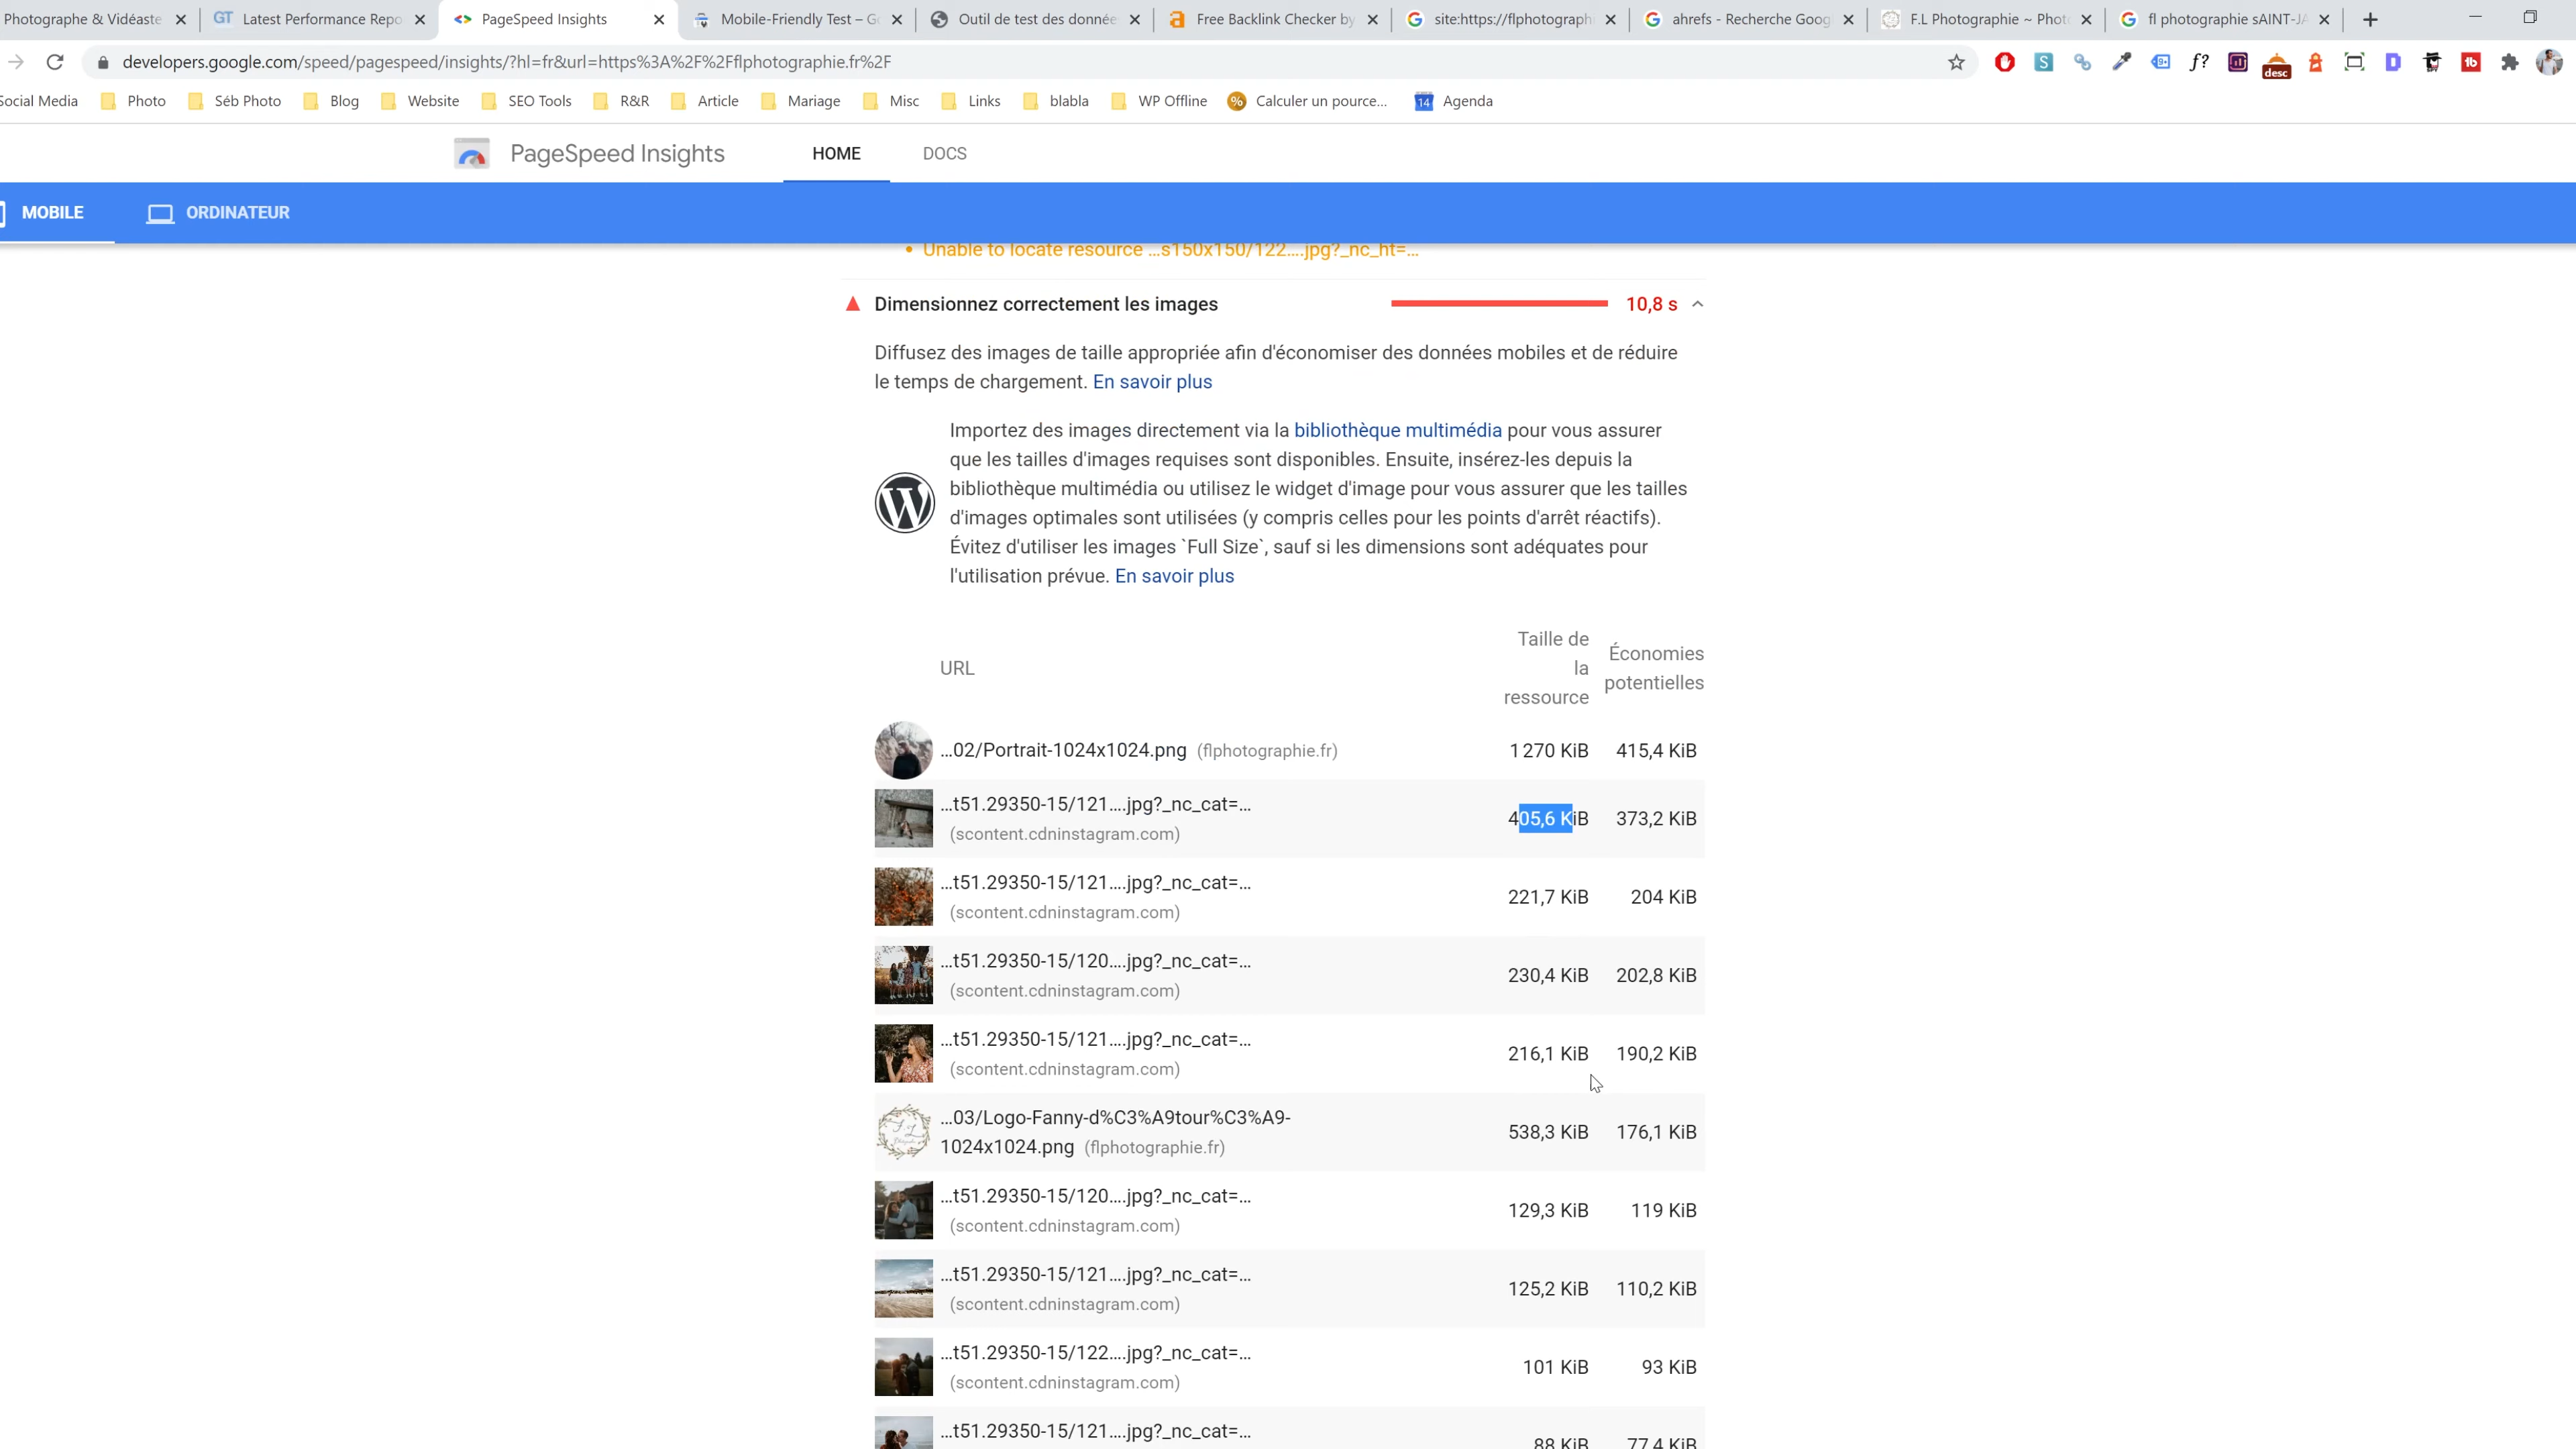 Photographe & Vidéaste
Latest Performance Repo
PageSpeed Insights
Mobile-Friendly Test – Go
Outil de test des donnée
Free Backlink Checker by
site:https://flphotograph
ahrefs - Recherche Goog
F.L Photographie ~ Phot
fl photographie sAINT-JA
developers.google.com/speed/pagespeed/insights/?hl=fr&url=https%3A%2F%2Fflphotographie.fr%2F
desc
Social Media
Photo
Séb Photo
Blog
Website
SEO Tools
R&R
Article
Mariage
Misc
Links
blabla
WP Offline
Calculer un pource...
14 Agenda
PageSpeed Insights
HOME
DOCS
MOBILE
ORDINATEUR
• Unable to locate resource …s150x150/122….jpg?_nc_ht=…
Dimensionnez correctement les images
10,8 s
Diffusez des images de taille appropriée afin d'économiser des données mobiles et de réduire
le temps de chargement. En savoir plus
Importez des images directement via la bibliothèque multimédia pour vous assurer
que les tailles d'images requises sont disponibles. Ensuite, insérez-les depuis la
bibliothèque multimédia ou utilisez le widget d'image pour vous assurer que les tailles
d'images optimales sont utilisées (y compris celles pour les points d'arrêt réactifs).
Évitez d'utiliser les images `Full Size`, sauf si les dimensions sont adéquates pour
l'utilisation prévue. En savoir plus
URL
Taille de
la
ressource
Économies
potentielles
…02/Portrait-1024x1024.png (flphotographie.fr) 1 270 KiB 415,4 KiB
…t51.29350-15/121….jpg?_nc_cat=…
(scontent.cdninstagram.com)
405,6 KiB 373,2 KiB
…t51.29350-15/121….jpg?_nc_cat=…
(scontent.cdninstagram.com)
221,7 KiB 204 KiB
…t51.29350-15/120….jpg?_nc_cat=…
(scontent.cdninstagram.com)
230,4 KiB 202,8 KiB
…t51.29350-15/121….jpg?_nc_cat=…
(scontent.cdninstagram.com)
216,1 KiB 190,2 KiB
…03/Logo-Fanny-d%C3%A9tour%C3%A9-
1024x1024.png (flphotographie.fr)
538,3 KiB 176,1 KiB
…t51.29350-15/120….jpg?_nc_cat=…
(scontent.cdninstagram.com)
129,3 KiB 119 KiB
…t51.29350-15/121….jpg?_nc_cat=…
(scontent.cdninstagram.com)
125,2 KiB 110,2 KiB
…t51.29350-15/122….jpg?_nc_cat=…
(scontent.cdninstagram.com)
101 KiB 93 KiB
…t51.29350-15/121….jpg?_nc_cat=…
88 KiB 77,4 KiB